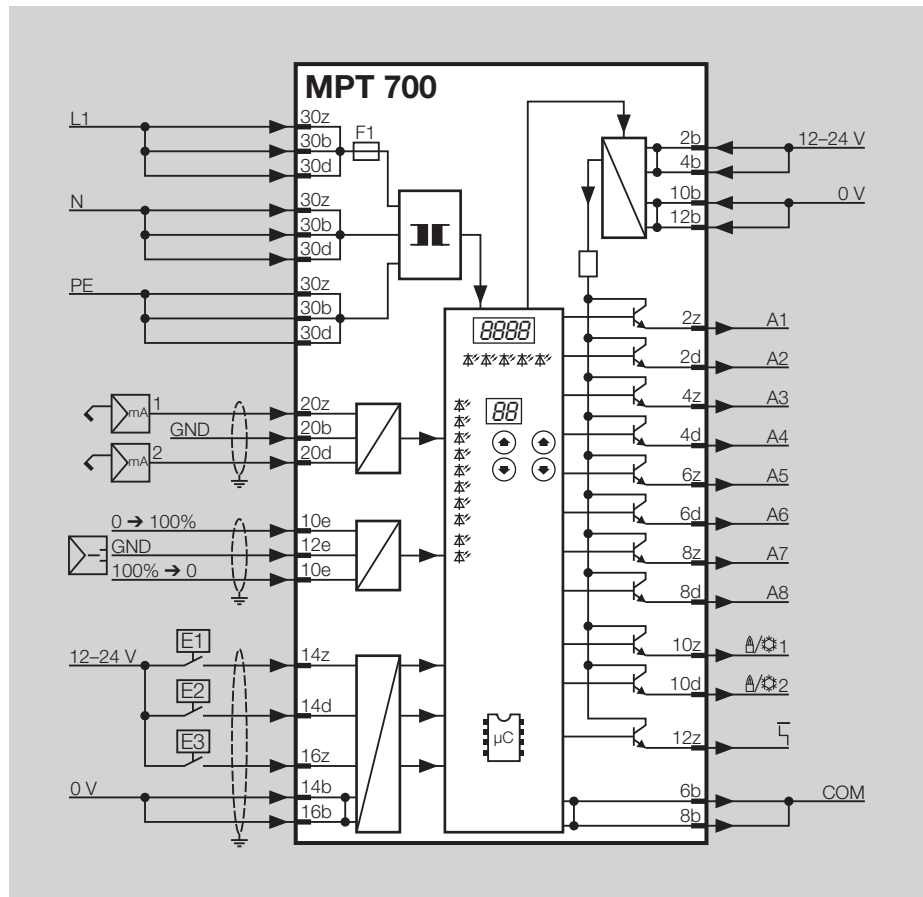 MPT 700
L1
30z
F1
30b
30d
N
30z
30b
30d
PE
30z
30b
30d
mA 1
20z
GND
20b
mA 2
20d
0 ➔ 100%
10e
GND
12e
100% ➔ 0
10e
12–24 V
E1
14z
E2
14d
E3
16z
0 V
14b
16b
8888
88
µC
2b
12–24 V
4b
10b
0 V
12b
2z
A1
2d
A2
4z
A3
4d
A4
6z
A5
6d
A6
8z
A7
8d
A8
10z
/ 1
10d
/ 2
12z
6b
COM
8b